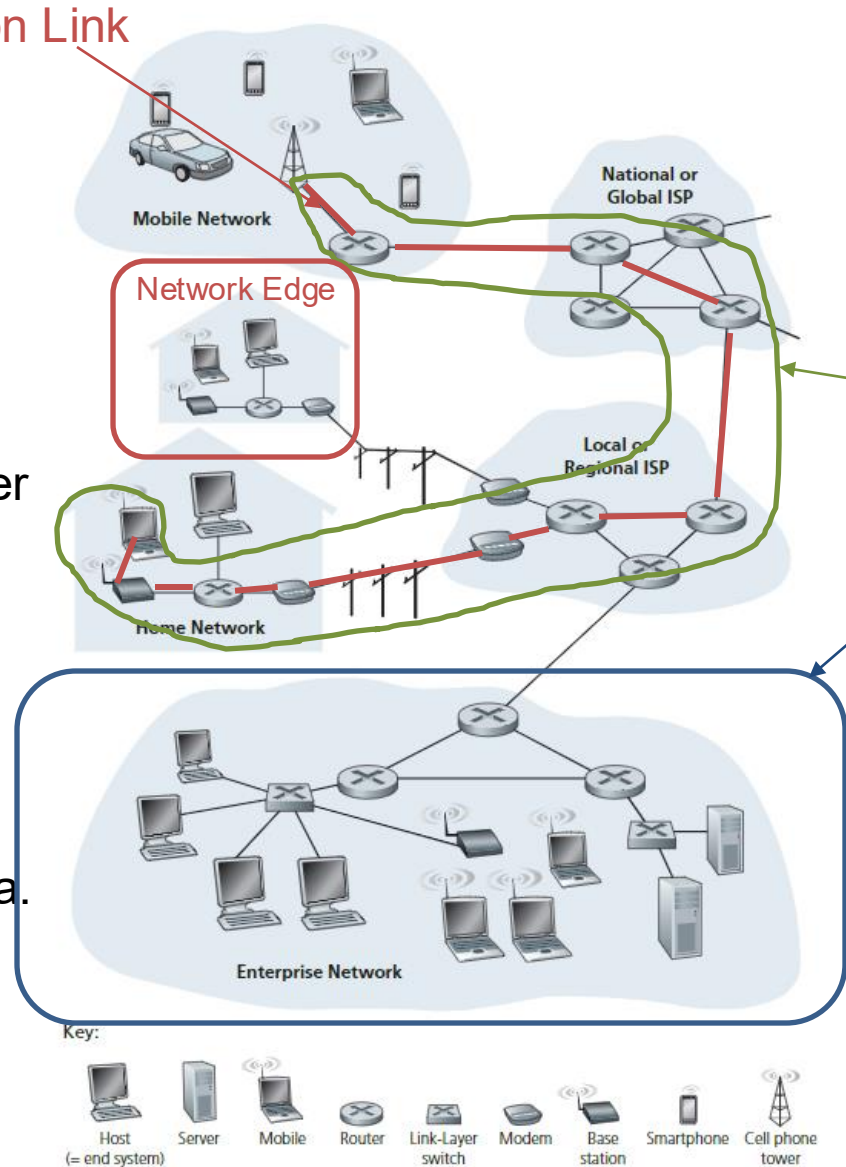 on Link
National or
Global ISP
Mobile Network
Network Edge
Local or
Regional ISP
er
Home Network
a.
Enterprise Network
Key:
Host
(= end system)
Server
Mobile
Router
Link-Layer
switch
Modem
Base
station
Smartphone
Cell phone
tower